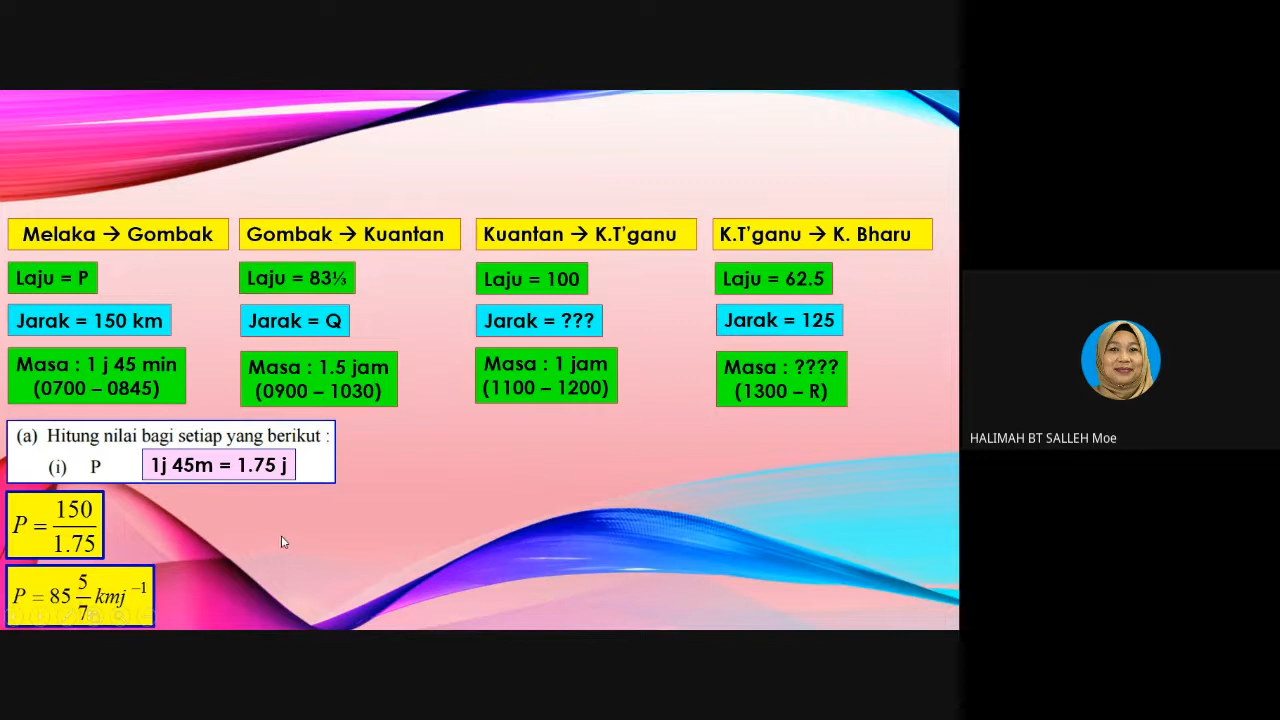 Melaka → Gombak
Gombak → Kuantan
Kuantan → K.T'ganu
K.T'ganu → K. Bharu
Laju = P
Laju = 83⅓
Laju = 100
Laju = 62.5
Jarak = 150 km
Jarak = Q
Jarak = ???
Jarak = 125
Masa : 1 j 45 min
(0700 – 0845)
Masa : 1.5 jam
(0900 – 1030)
Masa : 1 jam
(1100 – 1200)
Masa : ????
(1300 – R)
(a) Hitung nilai bagi setiap yang berikut :
(i) P
1j 45m = 1.75 j
P = 150/1.75
P = 85 5/7 kmj⁻¹
HALIMAH BT SALLEH Moe